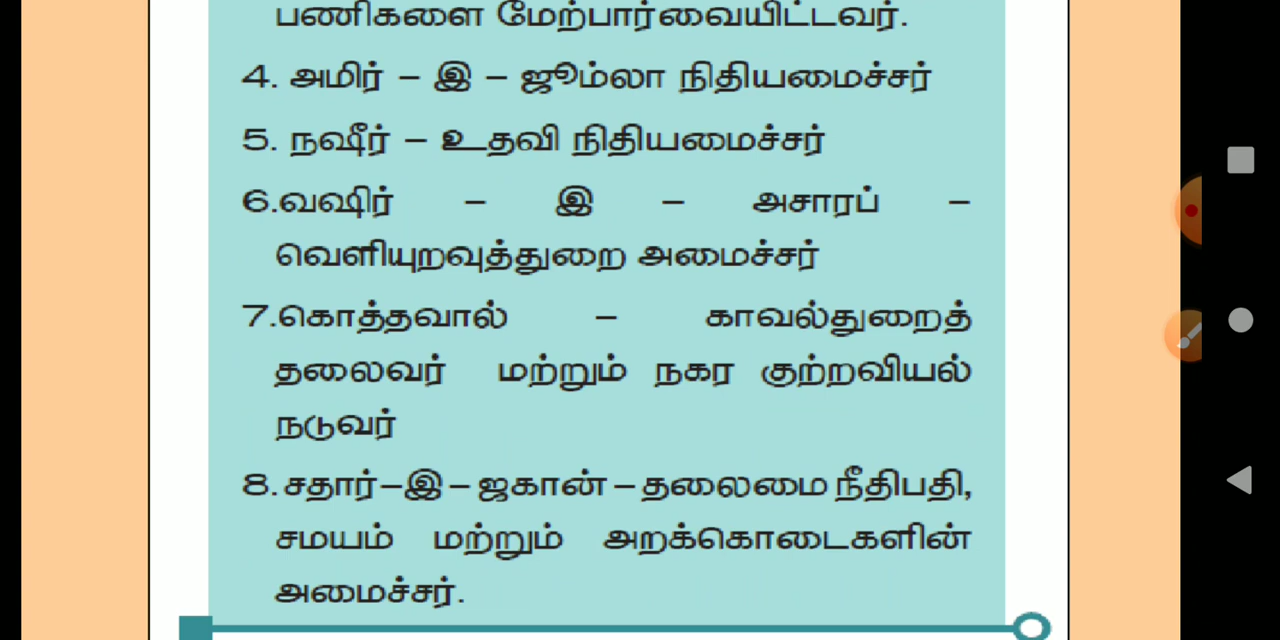 பணிகளை மேற்பார்வையிட்டவர்.
4. அமிர் – இ – ஜும்லா நிதியமைச்சர்
5. நஷீர் – உதவி நிதியமைச்சர்
6.வஷிர் – இ – அசாரப் –
வெளியுறவுத்துறை அமைச்சர்
7.கொத்தவால் – காவல்துறைத்
தலைவர் மற்றும் நகர குற்றவியல்
நடுவர்
8.சதார்–இ–ஜகான்–தலைமை நீதிபதி,
சமயம் மற்றும் அறக்கொடைகளின்
அமைச்சர்.